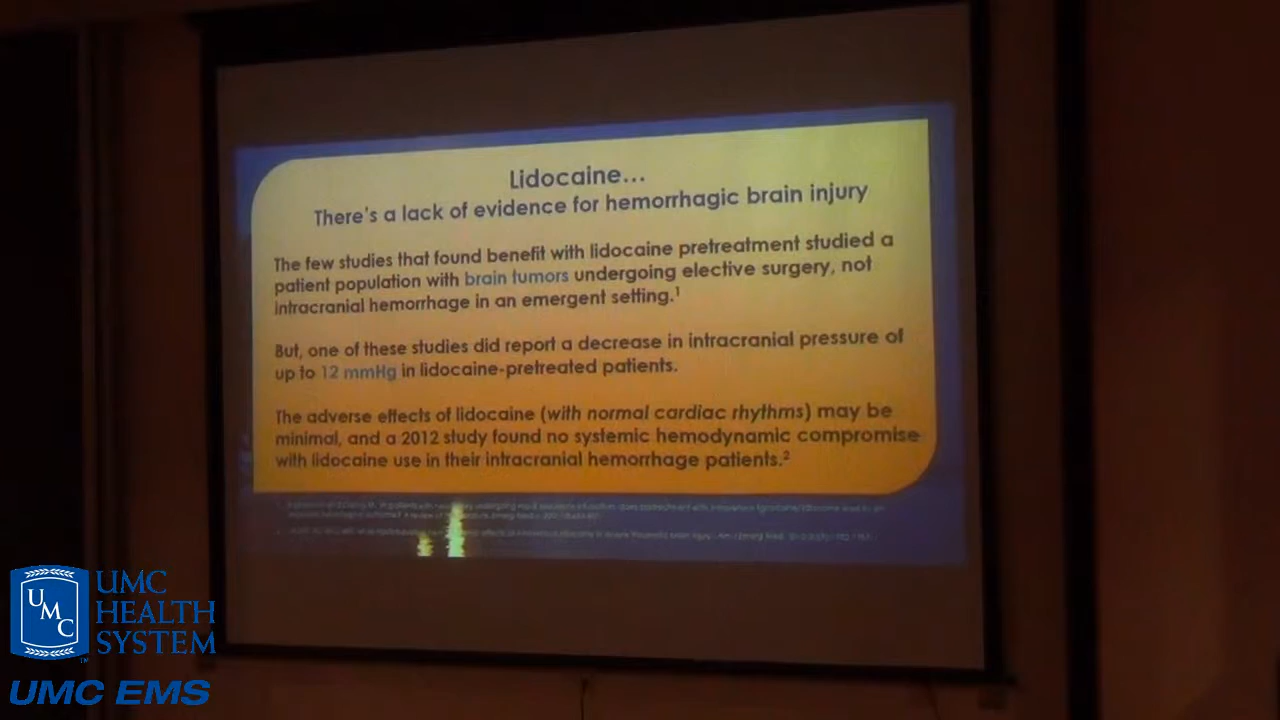 Lidocaine...
There's a lack of evidence for hemorrhagic brain injury
The few studies that found benefit with lidocaine pretreatment studied a
patient population with brain tumors undergoing elective surgery, not
intracranial hemorrhage in an emergent setting.1
But, one of these studies did report a decrease in intracranial pressure of
up to 12 mmHg in lidocaine-pretreated patients.
The adverse effects of lidocaine (with normal cardiac rhythms) may be
minimal, and a 2012 study found no systemic hemodynamic compromise
with lidocaine use in their intracranial hemorrhage patients.2
UMC
UMC
HEALTH
SYSTEM
TM
UMC EMS